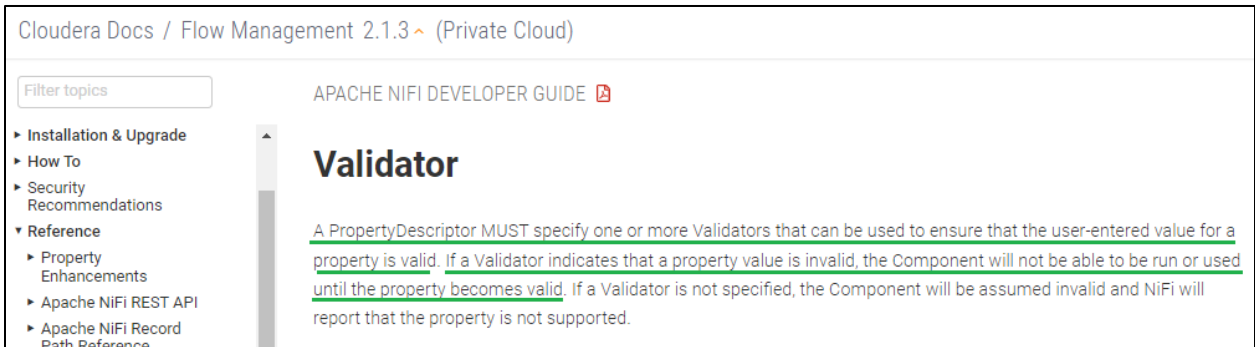 Cloudera Docs / Flow Management 2.1.3 (Private Cloud)
Filter topics
Installation & Upgrade
How To
Security
Recommendations
Reference
Property
Enhancements
Apache NiFi REST API
Apache NiFi Record
Path Reference
APACHE NIFI DEVELOPER GUIDE
Validator
A PropertyDescriptor MUST specify one or more Validators that can be used to ensure that the user-entered value for a
property is valid. If a Validator indicates that a property value is invalid, the Component will not be able to be run or used
until the property becomes valid. If a Validator is not specified, the Component will be assumed invalid and NiFi will
report that the property is not supported.